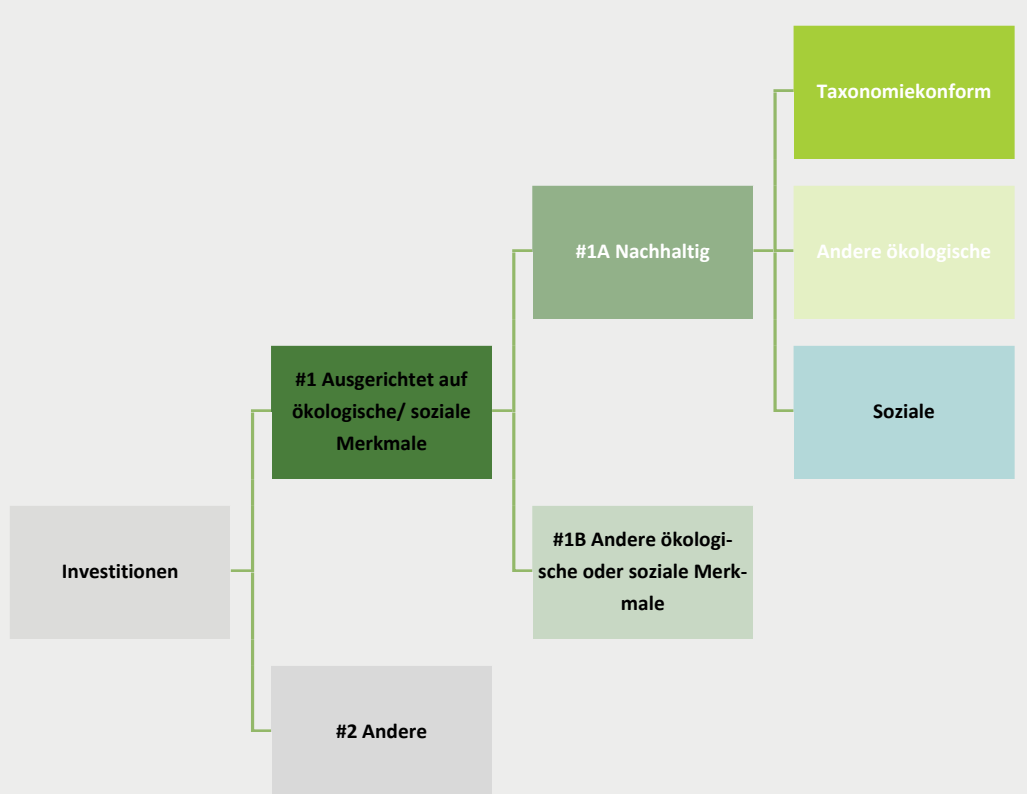 Taxonomiekonform
#1A Nachhaltig
Andere ökologische
#1 Ausgerichtet auf
ökologische/ soziale
Merkmale
Soziale
Investitionen
#1B Andere ökologi-
sche oder soziale Merk-
male
#2 Andere